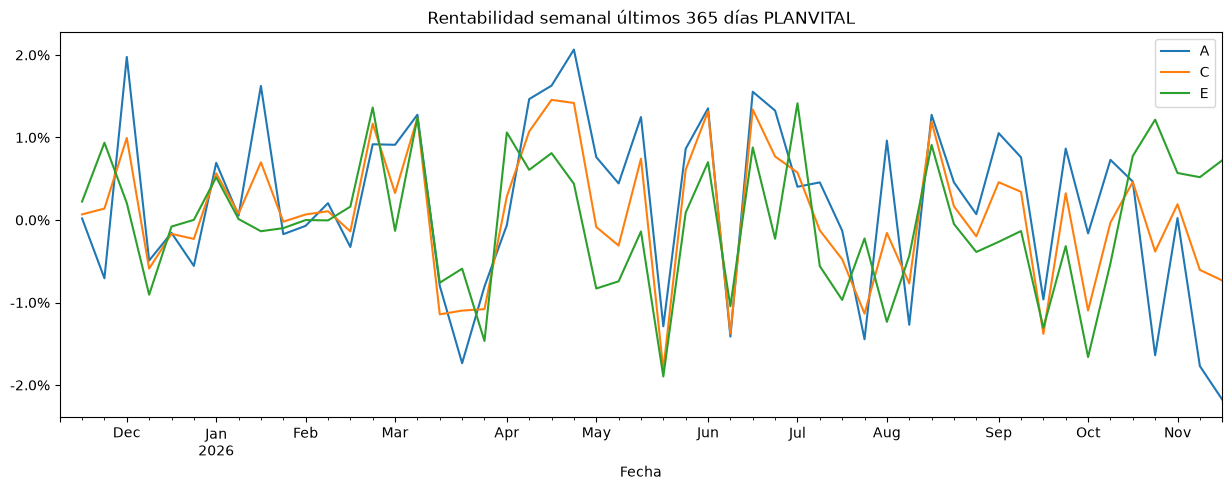 Rentabilidad semanal últimos 365 días PLANVITAL
A
C
E
2.0%
1.0%
0.0%
-1.0%
-2.0%
Dec Jan Feb Mar Apr May Jun Jul Aug Sep Oct Nov
2026
Fecha